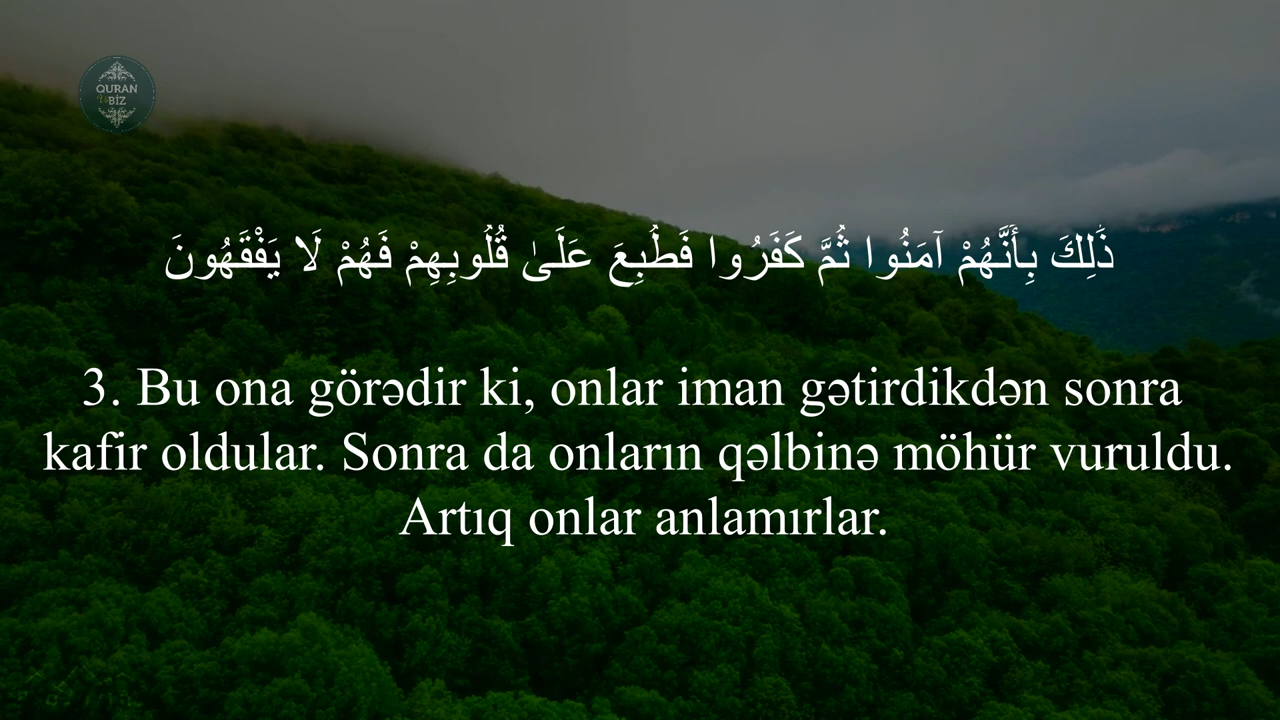 QURAN
Və
BİZ
ذَٰلِكَ بِأَنَّهُمْ آمَنُوا ثُمَّ كَفَرُوا فَطُبِعَ عَلَىٰ قُلُوبِهِمْ فَهُمْ لَا يَفْقَهُونَ
3. Bu ona görədir ki, onlar iman gətirdikdən sonra
kafir oldular. Sonra da onların qəlbinə möhür vuruldu.
Artıq onlar anlamırlar.